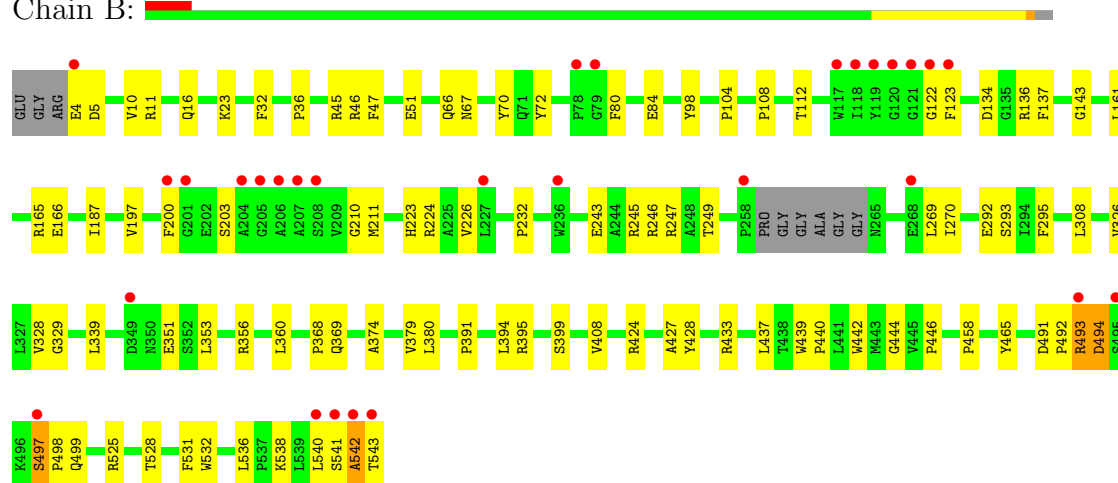 Chain B:
GLU GLY ARG E4 D5 V10 R11 Q16 K23 F32 P36 R45 R46 F47 E51 Q66 N67 Y70 Q71 Y72 P78 G79 F80 E84 Y98 P104 P108 T112 W117 I118 Y119 G120 G121 G122 F123 D134 G135 R136 F137 G143 L161
R165 E166 I187 V197 F200 G201 E202 S203 A204 G205 A206 A207 S208 V209 G210 M211 H223 R224 A225 V226 L227 P232 W236 E243 A244 R245 R246 R247 A248 T249 P258 PRO GLY GLY ALA GLY GLY N265 E268 L269 I270 E292 S293 I294 F295 L308 V326
L327 V328 G329 L339 D349 N350 E351 S352 L353 R356 L360 P368 Q369 A374 V379 L380 P391 L394 R395 S399 V408 R424 A427 Y428 R433 L437 T438 W439 P440 L441 W442 M443 G444 V445 P446 P458 Y465 D491 P492 R493 D494 S495
K496 S497 P498 Q499 R525 T528 F531 W532 L536 P537 K538 L539 L540 S541 A542 T543